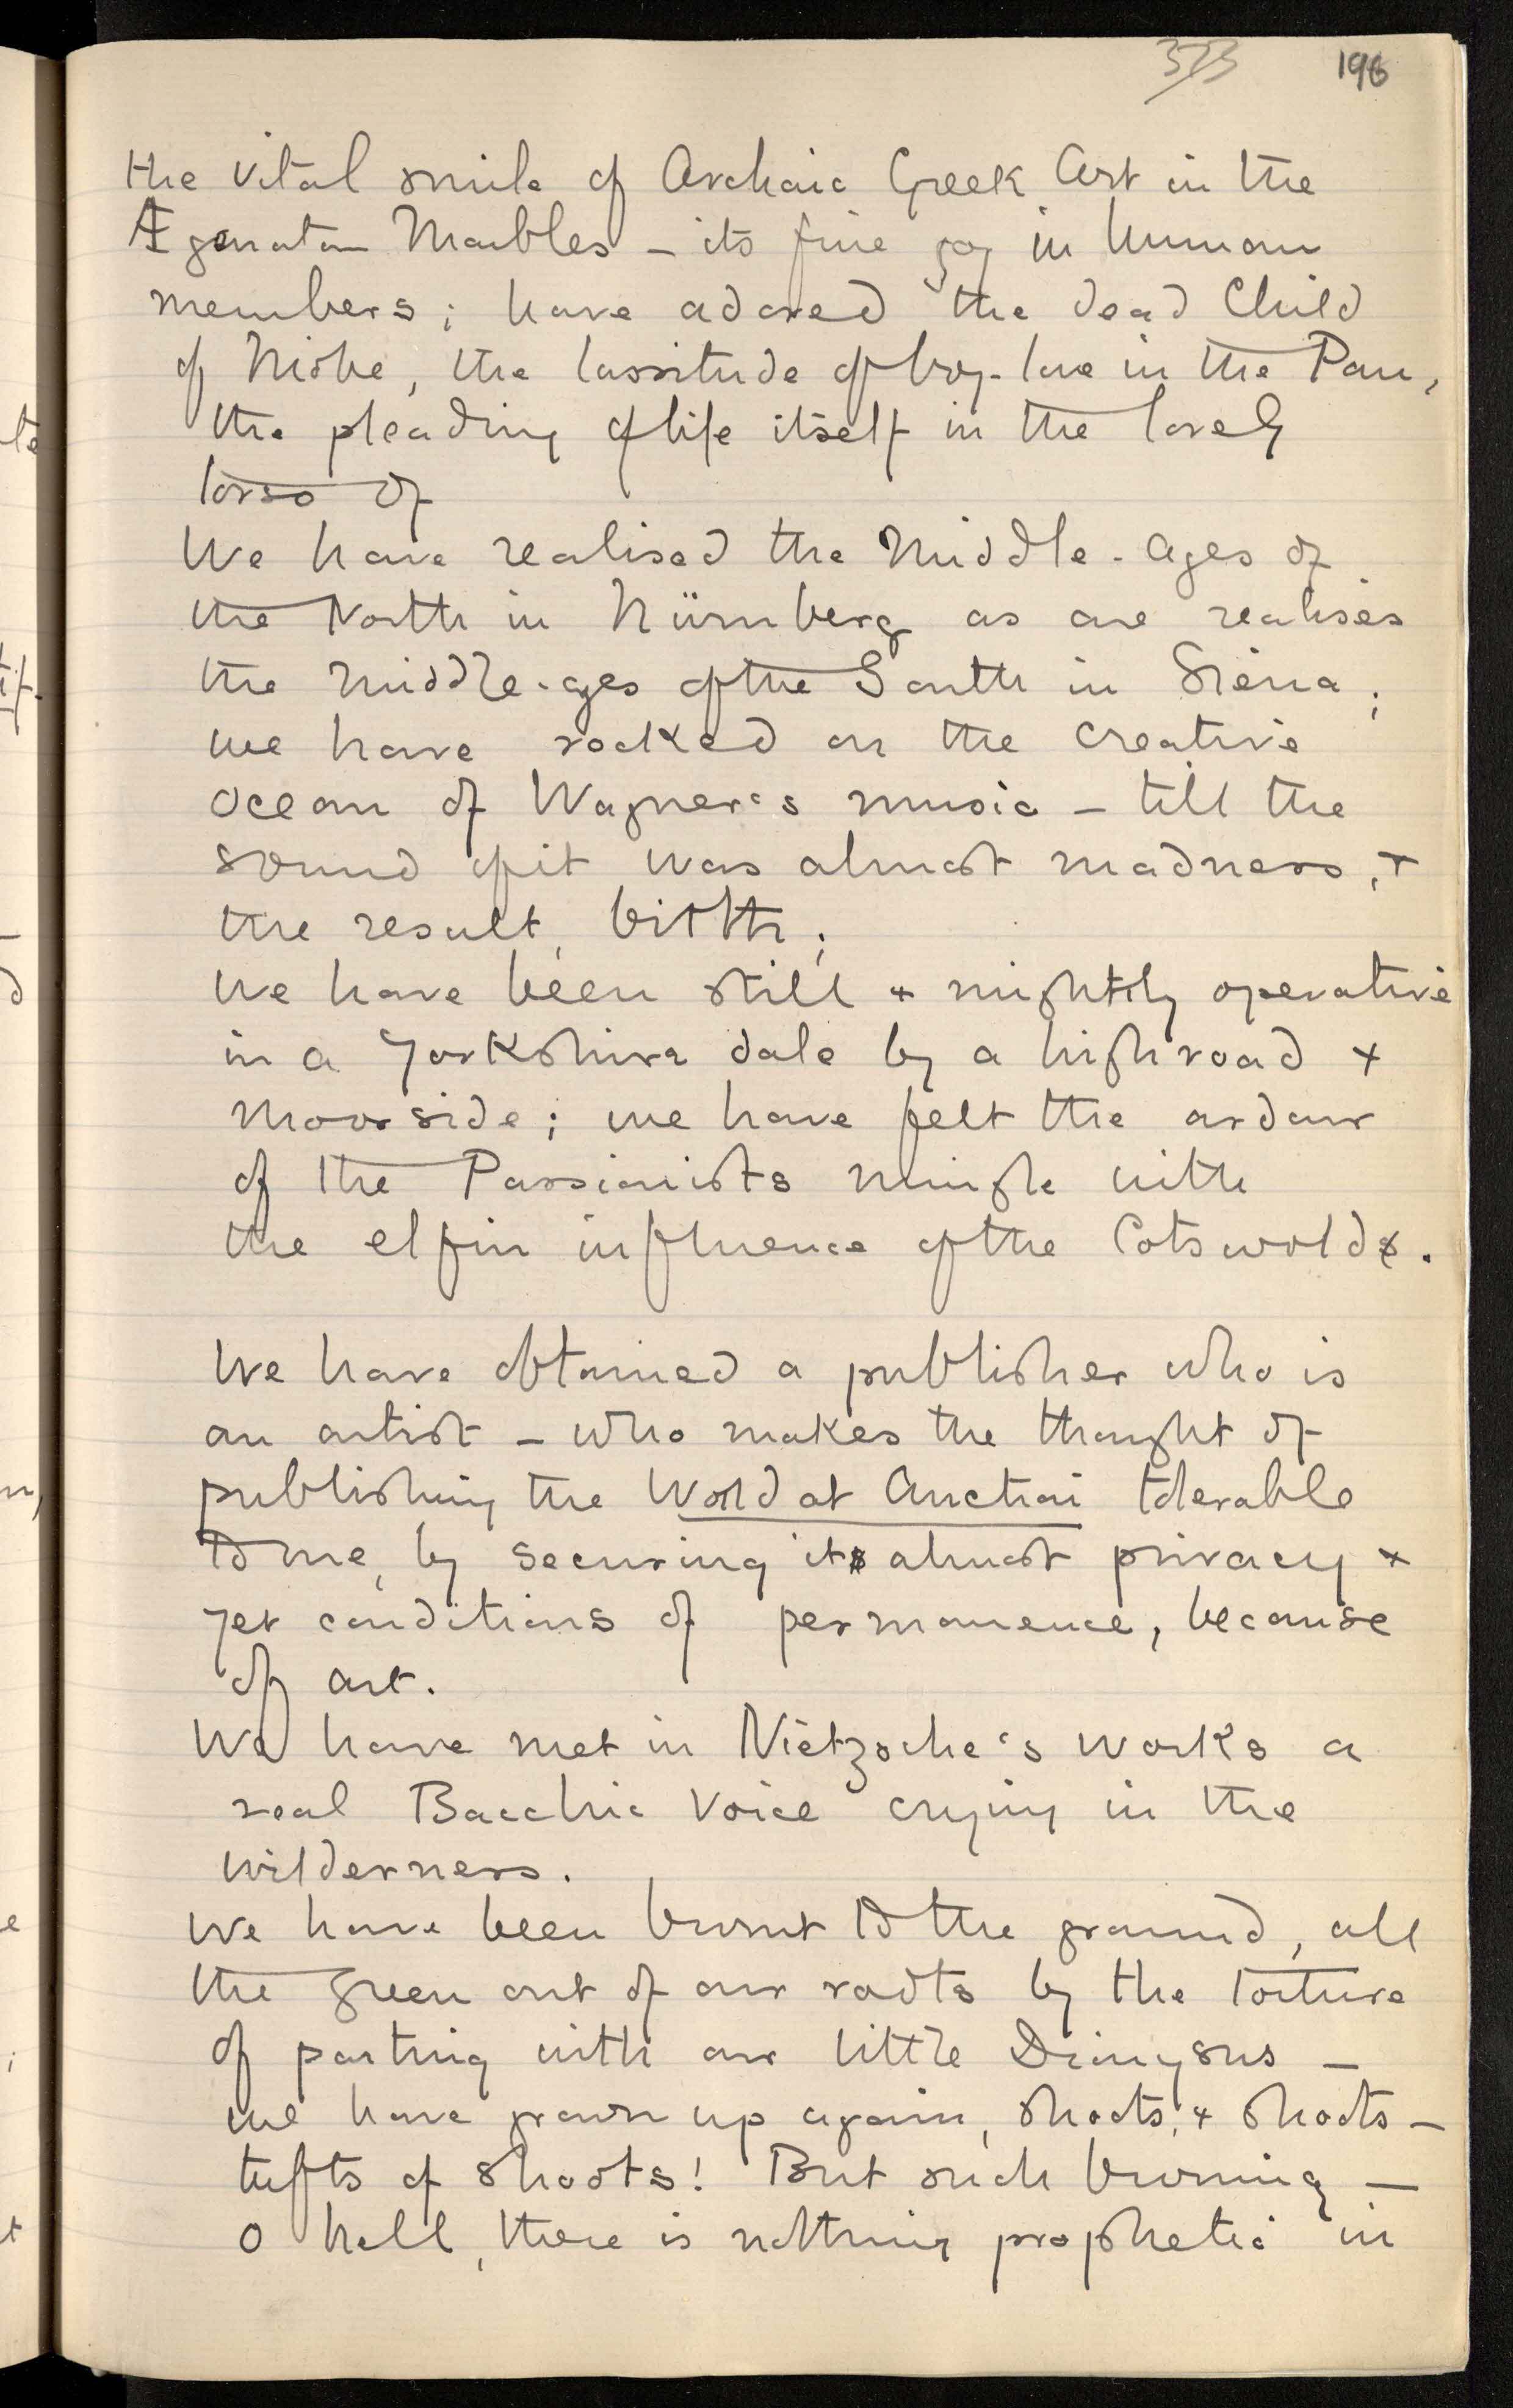 373 196
the vital smile of Archaic Greek Art in the
Æginatan Marbles – its fine joy in human
members; have adored the dead Child
of Niobe, the lassitude of boy-love in the Pan,
the pleading of life itself in the lovely
torso of
We have realised the Middle-Ages of
the North in Nürnberg as one realises
the Middle-ages of the South in Siena;
we have rocked on the creative
ocean of Wagner's music – till the
sound of it was almost madness, +
the result, birth;
We have been still + mightily operative
in a Yorkshire dale by a highroad +
Moorside; we have felt the ardour
of the Passionists mingle with
the elfin influence of the Cotswolds.
We have obtained a publisher who is
an artist – who makes the thought of
publishing the World at Auction tolerable
to me, by securing it almost privacy +
yet conditions of permanence, because
of art.
We have met in Nietzsche's works a
real Bacchic Voice crying in the
wilderness.
We have been burnt to the ground, all
the green out of our roots by the torture
of parting with our little Dionysus –
we have grown up again, shoots, + shoots –
tufts of shoots! But such burning –
O hell, there is nothing prophetic in